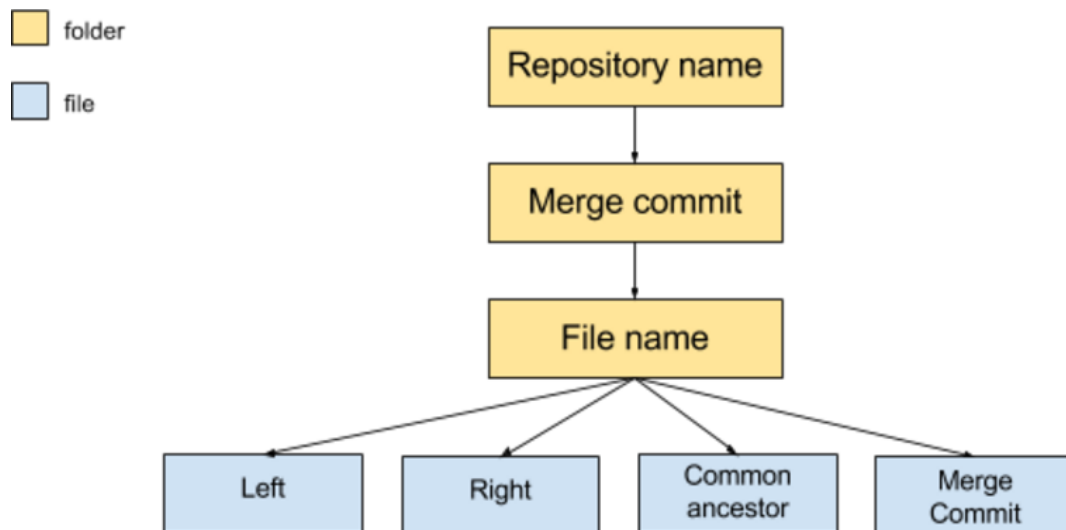 folder
file
Repository name
Merge commit
File name
Left
Right
Common
ancestor
Merge
Commit